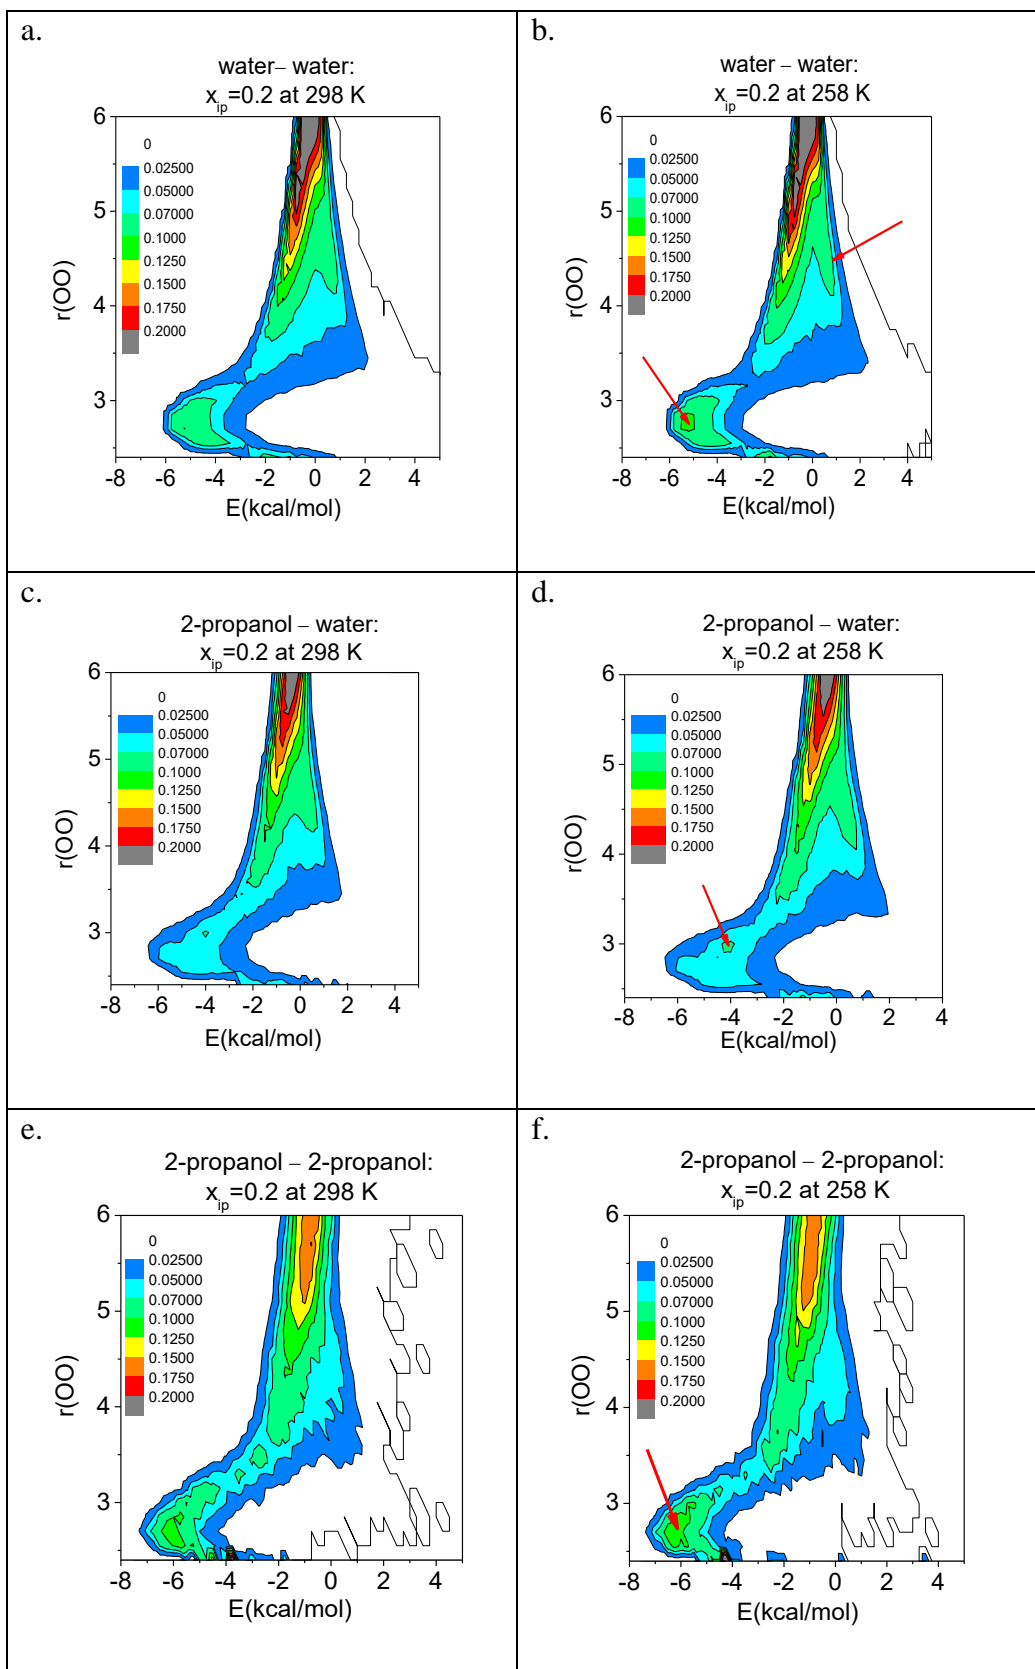 a.
water– water:
x_ip=0.2 at 298 K
6
5
4
3
r(OO)
0
0.02500
0.05000
0.07000
0.1000
0.1250
0.1500
0.1750
0.2000
-8 -6 -4 -2 0 2 4
E(kcal/mol)
b.
water – water:
x_ip=0.2 at 258 K
6
5
4
3
r(OO)
0
0.02500
0.05000
0.07000
0.1000
0.1250
0.1500
0.1750
0.2000
-8 -6 -4 -2 0 2 4
E(kcal/mol)
c.
2-propanol – water:
x_ip=0.2 at 298 K
6
5
4
3
r(OO)
0
0.02500
0.05000
0.07000
0.1000
0.1250
0.1500
0.1750
0.2000
-8 -6 -4 -2 0 2 4
E(kcal/mol)
d.
2-propanol – water:
x_ip=0.2 at 258 K
6
5
4
3
r(OO)
0
0.02500
0.05000
0.07000
0.1000
0.1250
0.1500
0.1750
0.2000
-8 -6 -4 -2 0 2 4
E(kcal/mol)
e.
2-propanol – 2-propanol:
x_ip=0.2 at 298 K
6
5
4
3
r(OO)
0
0.02500
0.05000
0.07000
0.1000
0.1250
0.1500
0.1750
0.2000
-8 -6 -4 -2 0 2 4
E(kcal/mol)
f.
2-propanol – 2-propanol:
x_ip=0.2 at 258 K
6
5
4
3
r(OO)
0
0.02500
0.05000
0.07000
0.1000
0.1250
0.1500
0.1750
0.2000
-8 -6 -4 -2 0 2 4
E(kcal/mol)